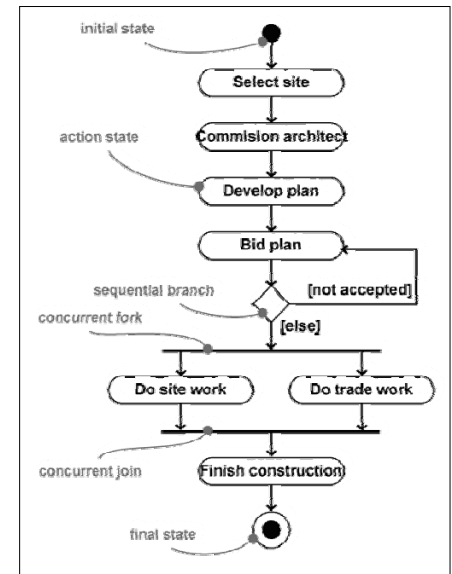 initial state
Select site
Commision architect
action state
Develop plan
Bid plan
sequential branch
[not accepted]
concurrent fork
[else]
Do site work
Do trade work
concurrent join
Finish construction
final state